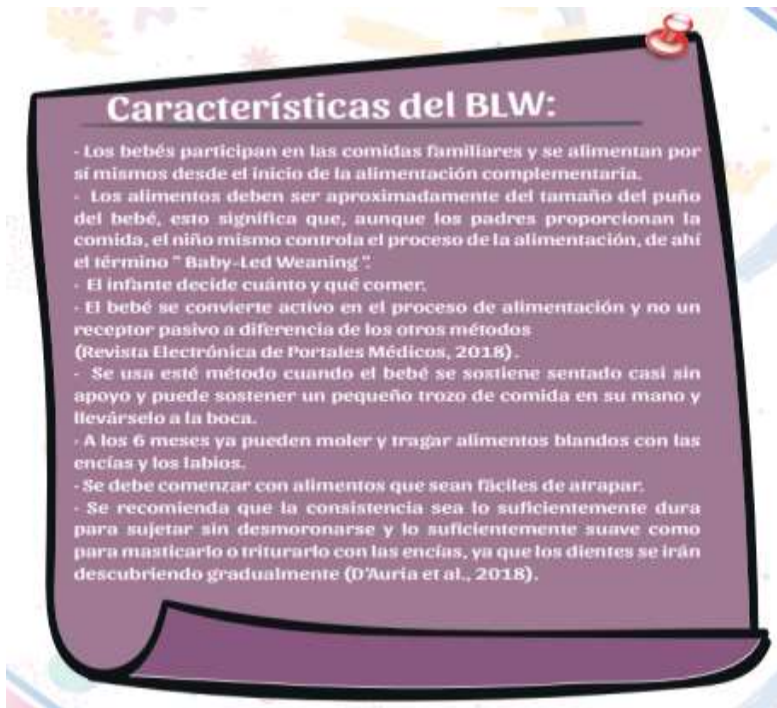 Características del BLW:
- Los bebés participan en las comidas familiares y se alimentan por
sí mismos desde el inicio de la alimentación complementaria.
- Los alimentos deben ser aproximadamente del tamaño del puño
del bebé, esto significa que, aunque los padres proporcionan la
comida, el niño mismo controla el proceso de la alimentación, de ahí
el término " Baby-Led Weaning ".
- El infante decide cuánto y qué comer.
- El bebé se convierte activo en el proceso de alimentación y no un
receptor pasivo a diferencia de los otros métodos
(Revista Electrónica de Portales Médicos, 2018).
- Se usa esté método cuando el bebé se sostiene sentado casi sin
apoyo y puede sostener un pequeño trozo de comida en su mano y
llevárselo a la boca.
- A los 6 meses ya pueden moler y tragar alimentos blandos con las
encías y los labios.
- Se debe comenzar con alimentos que sean fáciles de atrapar.
- Se recomienda que la consistencia sea lo suficientemente dura
para sujetar sin desmoronarse y lo suficientemente suave como
para masticarlo o triturarlo con las encías, ya que los dientes se irán
descubriendo gradualmente (D'Auria et al., 2018).